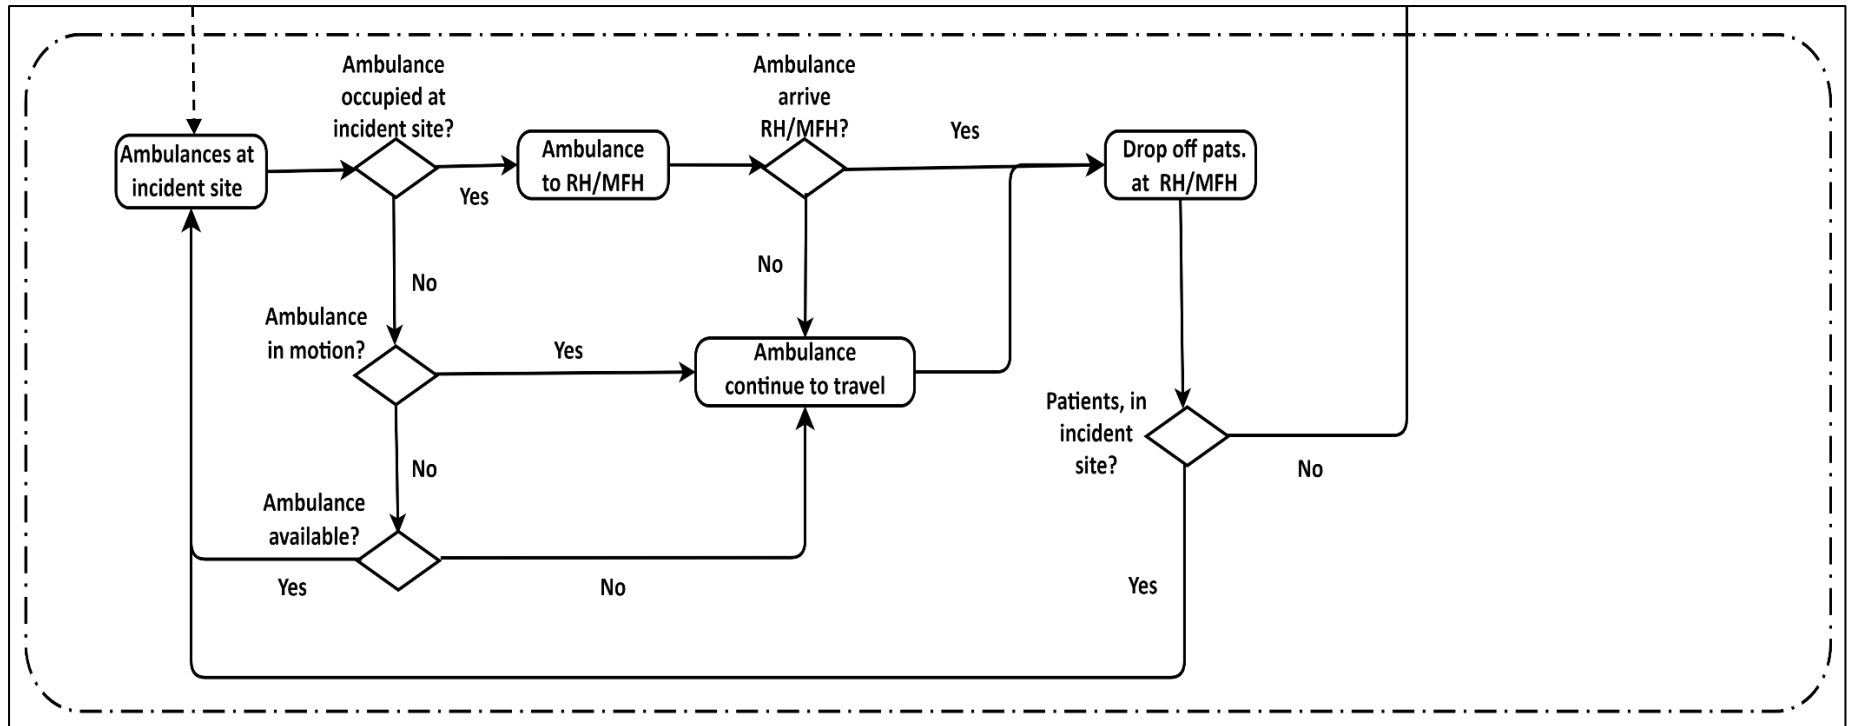 Ambulance
occupied at
incident site?
Ambulance
arrive
RH/MFH?
Yes
Ambulances at
incident site
Yes
Ambulance
to RH/MFH
Drop off pats.
at RH/MFH
No
No
Ambulance
in motion?
Yes
Ambulance
continue to travel
Patients, in
incident
site?
No
No
Ambulance
available?
Yes
No
Yes